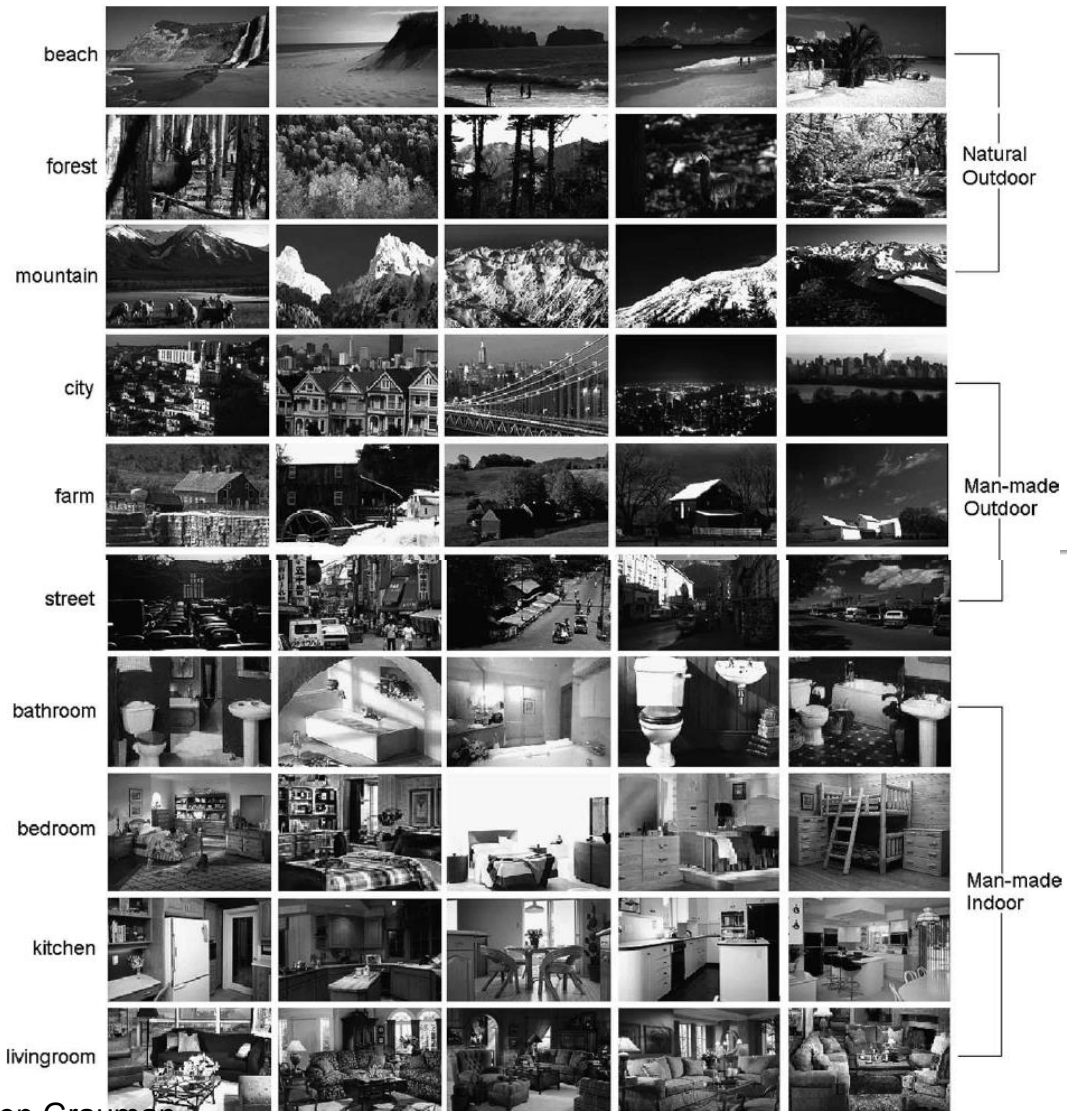 beach
forest
Natural
Outdoor
mountain
city
farm
Man-made
Outdoor
street
bathroom
bedroom
Man-made
Indoor
kitchen
livingroom